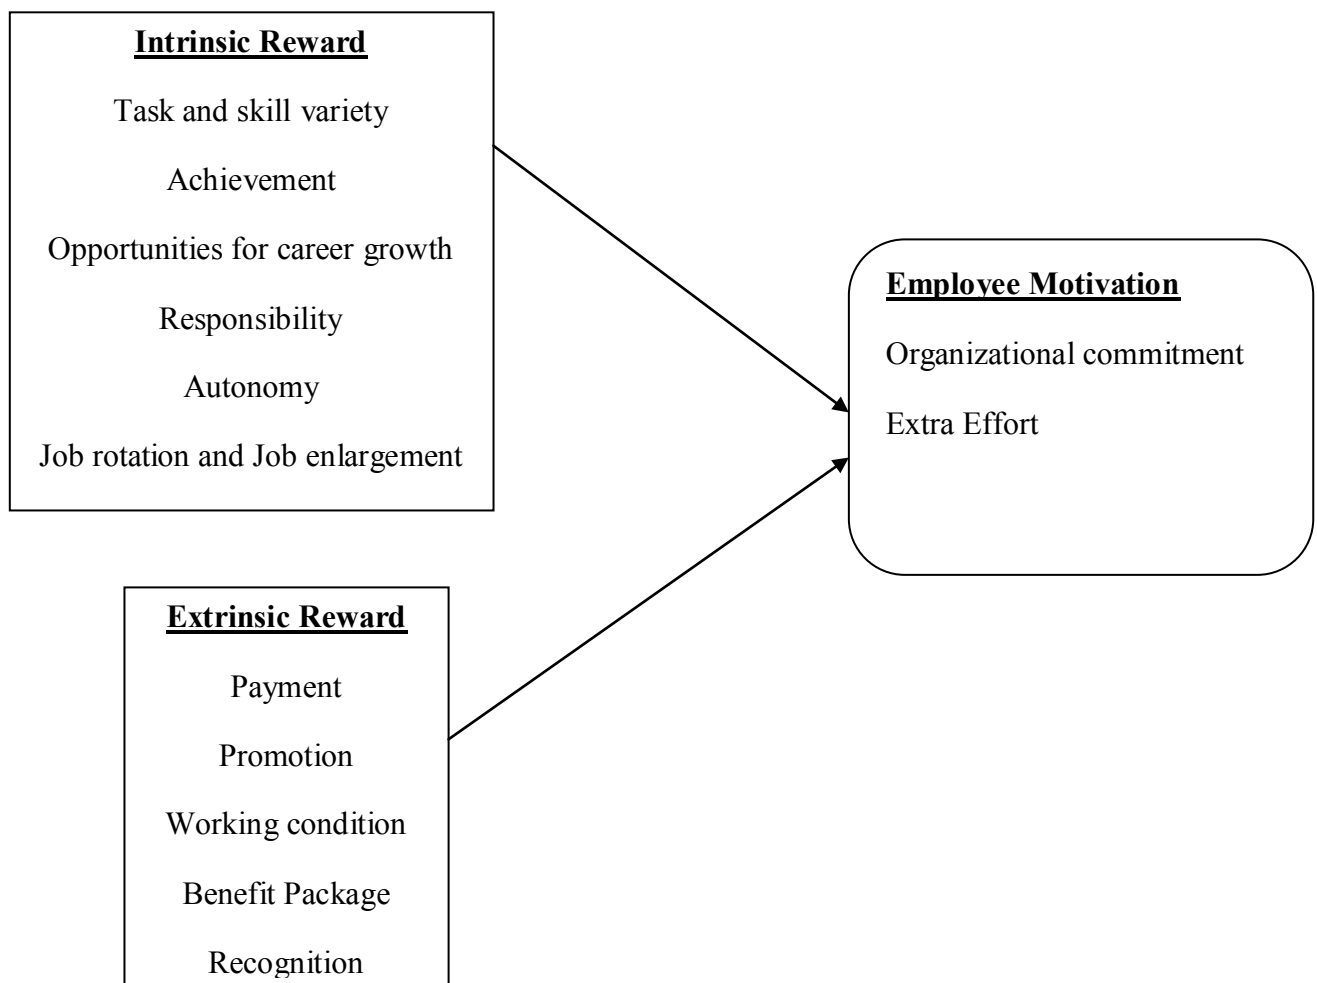 Intrinsic Reward
Task and skill variety
Achievement
Opportunities for career growth
Responsibility
Autonomy
Job rotation and Job enlargement
Employee Motivation
Organizational commitment
Extra Effort
Extrinsic Reward
Payment
Promotion
Working condition
Benefit Package
Recognition